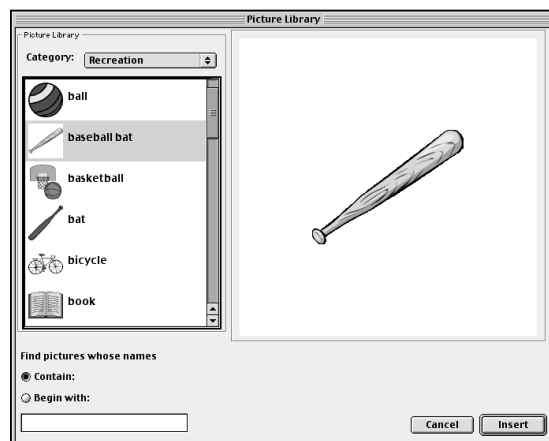 Picture Library
Picture Library
Category: Recreation
ball
baseball bat
basketball
bat
bicycle
book
Find pictures whose names
Contain:
Begin with:
Cancel Insert